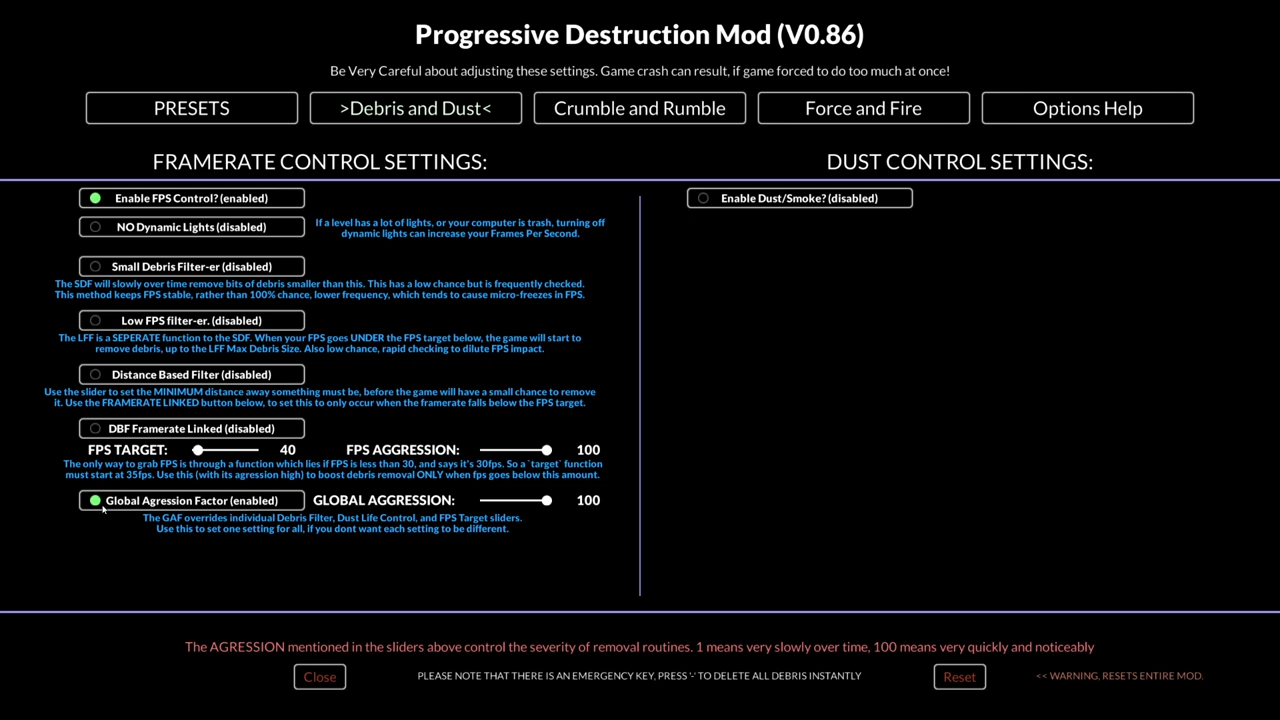 Progressive Destruction Mod (V0.86)
Be Very Careful about adjusting these settings. Game crash can result, if game forced to do too much at once!
PRESETS
>Debris and Dust<
Crumble and Rumble
Force and Fire
Options Help
FRAMERATE CONTROL SETTINGS:
DUST CONTROL SETTINGS:
Enable FPS Control? (enabled)
Enable Dust/Smoke? (disabled)
NO Dynamic Lights (disabled)
If a level has a lot of lights, or your computer is trash, turning off
dynamic lights can increase your Frames Per Second.
Small Debris Filter-er (disabled)
The SDF will slowly over time remove bits of debris smaller than this. This has a low chance but is frequently checked.
This method keeps FPS stable, rather than 100% chance, lower frequency, which tends to cause micro-freezes in FPS.
Low FPS filter-er. (disabled)
The LFF is a SEPERATE function to the SDF. When your FPS goes UNDER the FPS target below, the game will start to
remove debris, up to the LFF Max Debris Size. Also low chance, rapid checking to dilute FPS impact.
Distance Based Filter (disabled)
Use the slider to set the MINIMUM distance away something must be, before the game will have a small chance to remove
it. Use the FRAMERATE LINKED button below, to set this to only occur when the framerate falls below the FPS target.
DBF Framerate Linked (disabled)
FPS TARGET: 40 FPS AGGRESSION: 100
The only way to grab FPS is through a function which lies if FPS is less than 30, and says it's 30fps. So a `target` function
must start at 35fps. Use this (with its agression high) to boost debris removal ONLY when fps goes below this amount.
Global Agression Factor (enabled) GLOBAL AGGRESSION: 100
The GAF overrides individual Debris Filter, Dust Life Control, and FPS Target sliders.
Use this to set one setting for all, if you dont want each setting to be different.
The AGRESSION mentioned in the sliders above control the severity of removal routines. 1 means very slowly over time, 100 means very quickly and noticeably
Close
PLEASE NOTE THAT THERE IS AN EMERGENCY KEY, PRESS '-' TO DELETE ALL DEBRIS INSTANTLY
Reset
<< WARNING, RESETS ENTIRE MOD.